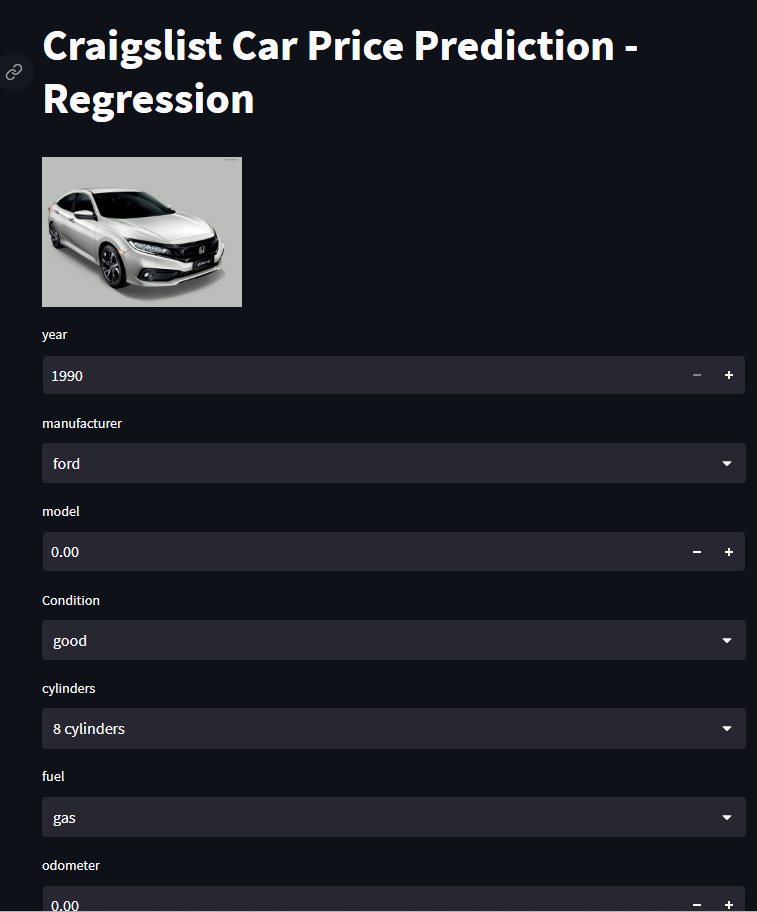 Craigslist Car Price Prediction -
Regression
year
1990
manufacturer
ford
model
0.00
Condition
good
cylinders
8 cylinders
fuel
gas
odometer
0.00